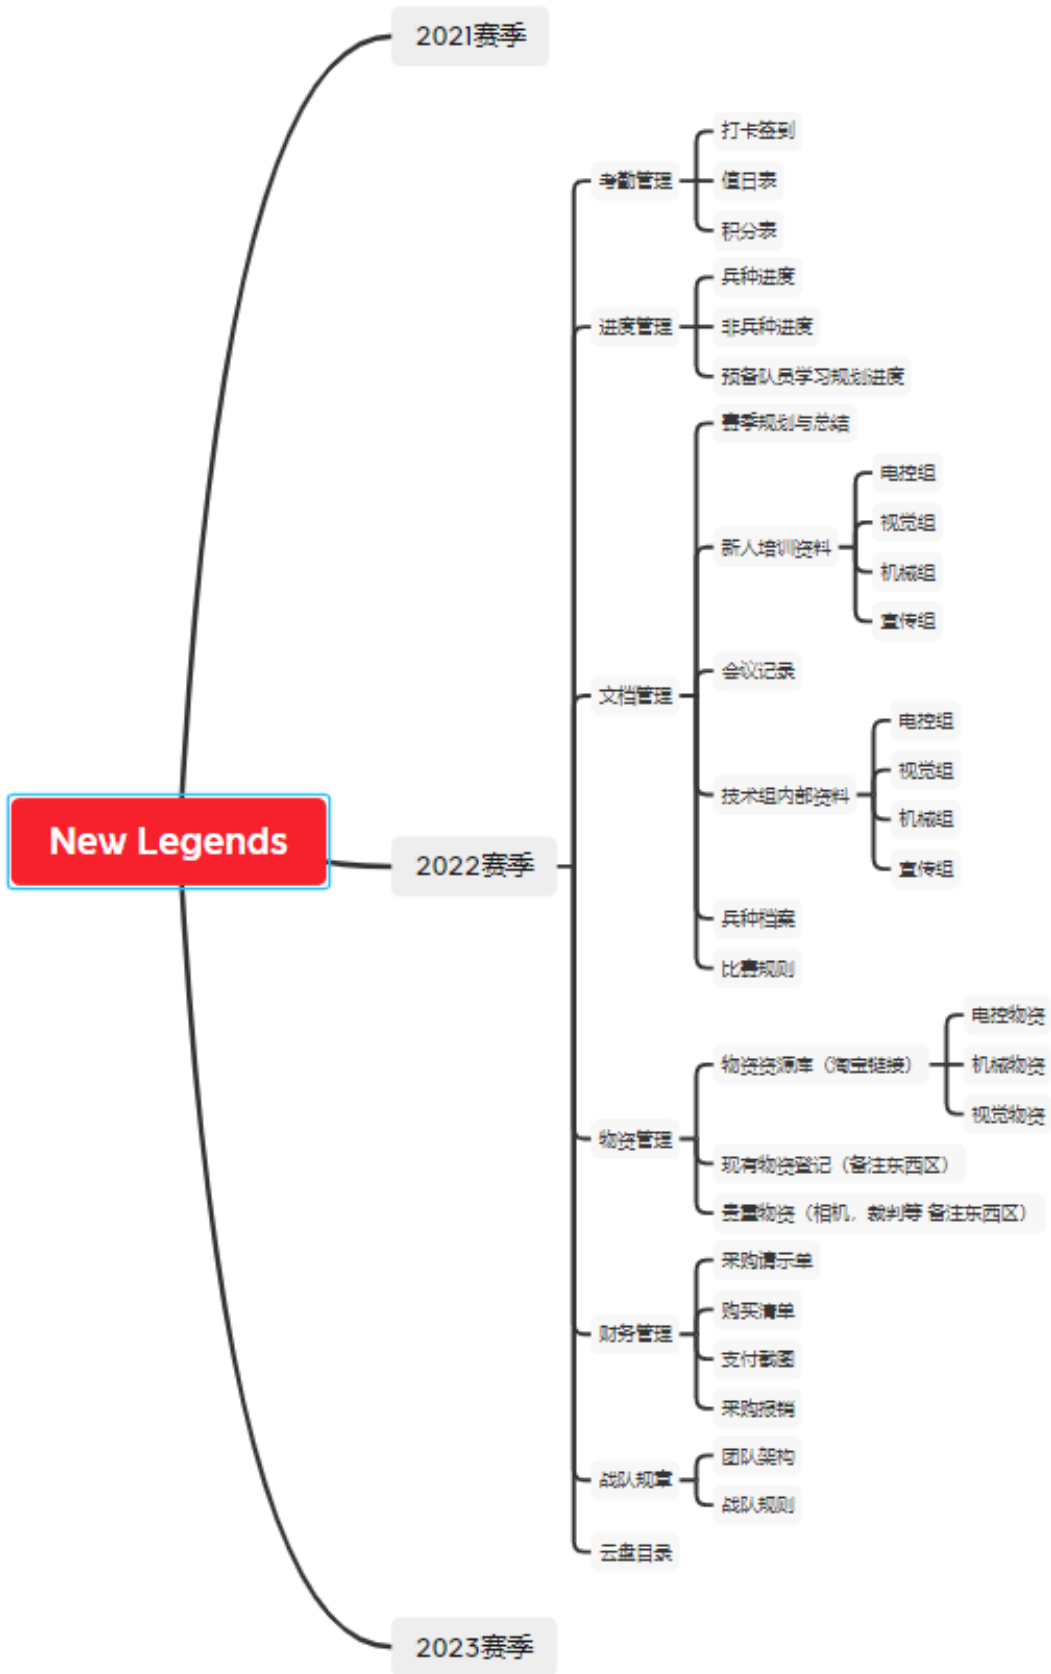 2021赛季
打卡签到
考勤管理
值日表
积分表
兵种进度
进度管理
非兵种进度
预备队员学习规划进度
赛季规划与总结
电控组
视觉组
新人培训资料
机械组
宣传组
会议记录
文档管理
电控组
视觉组
技术组内部资料
机械组
宣传组
New Legends
2022赛季
兵种档案
比赛规则
电控物资
物资资源库（淘宝链接）
机械物资
视觉物资
物资管理
现有物资登记（备注东西区）
贵重物资（相机，裁判等 备注东西区）
采购请示单
购买清单
财务管理
支付截图
采购报销
团队架构
战队规章
战队规则
云盘目录
2023赛季